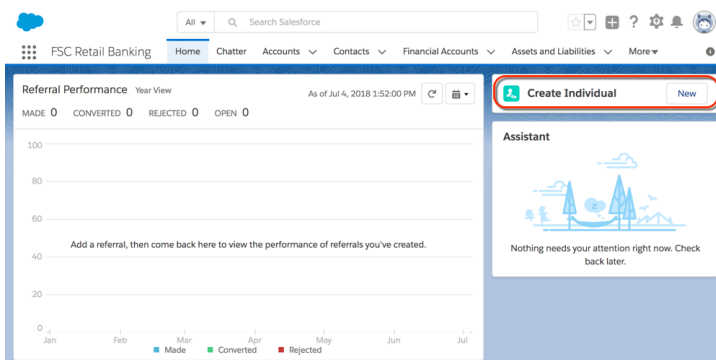 All
Search Salesforce
FSC Retail Banking Home Chatter Accounts Contacts Financial Accounts Assets and Liabilities More
Referral Performance Year View As of Jul 4, 2018 1:52:00 PM
MADE 0 CONVERTED 0 REJECTED 0 OPEN 0
100
80
60
40
20
0
Add a referral, then come back here to view the performance of referrals you've created.
Jan Feb Mar Apr May Jun Jul
Made Converted Rejected
Create Individual New
Assistant
z
Nothing needs your attention right now. Check
back later.